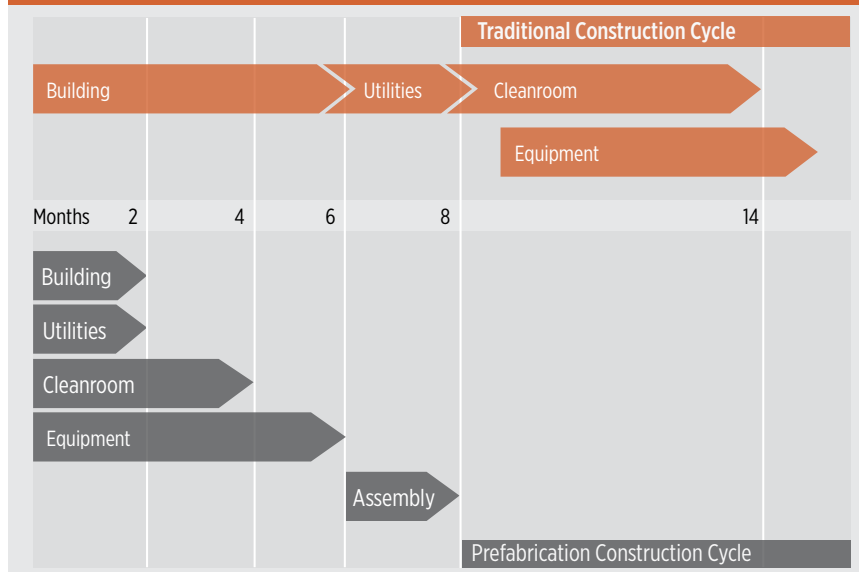 Traditional Construction Cycle
Building Utilities Cleanroom
Equipment
Months 2 4 6 8 14
Building
Utilities
Cleanroom
Equipment
Assembly
Prefabrication Construction Cycle